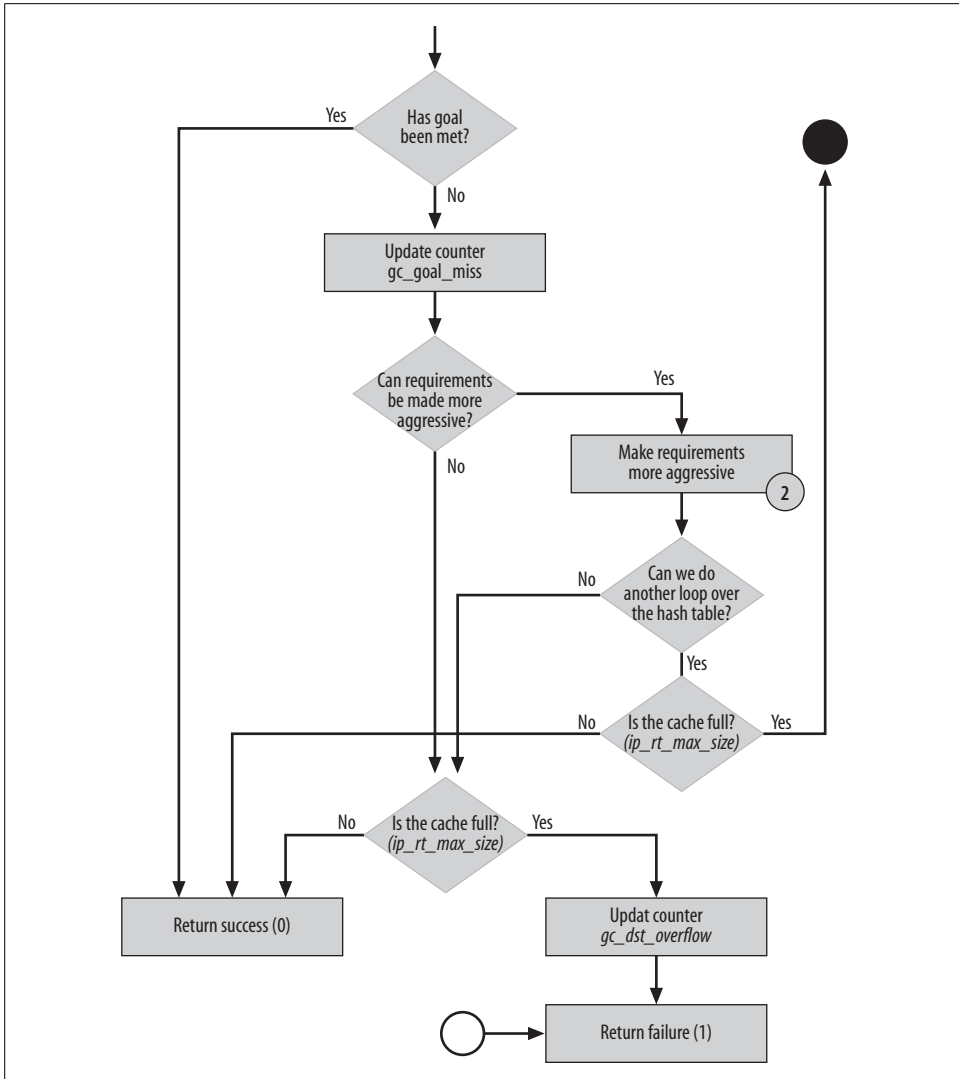 Has goal
been met?
Yes
No
Update counter
gc_goal_miss
Can requirements
be made more
aggressive?
Yes
No
Make requirements
more aggressive
2
Can we do
another loop over
the hash table?
No
Yes
Is the cache full?
(ip_rt_max_size)
No
Yes
Is the cache full?
(ip_rt_max_size)
No
Yes
Return success (0)
Updat counter
gc_dst_overflow
Return failure (1)